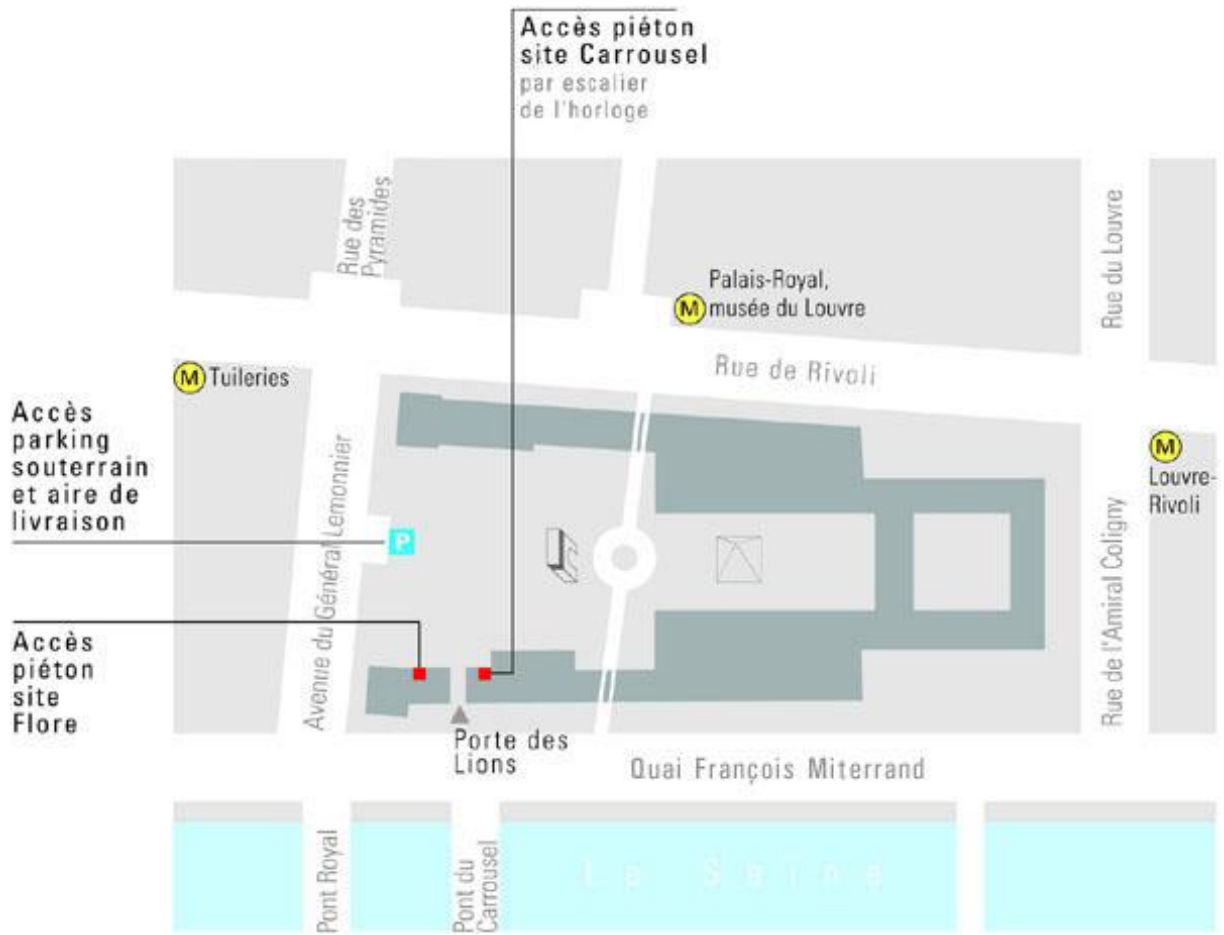 Accès piéton
site Carrousel
par escalier
de l'horloge
Rue des
Pyramides
Rue du Louvre
M
Palais-Royal,
musée du Louvre
Rue de Rivoli
M
Tuileries
Accès
parking
souterrain
et aire de
livraison
P
Avenue du Général Lemonnier
M
Louvre-
Rivoli
Rue de l'Amiral Coligny
Accès
piéton
site
Flore
Porte des
Lions
Quai François Miterrand
Pont Royal
Pont du
Carrousel
Le Seine